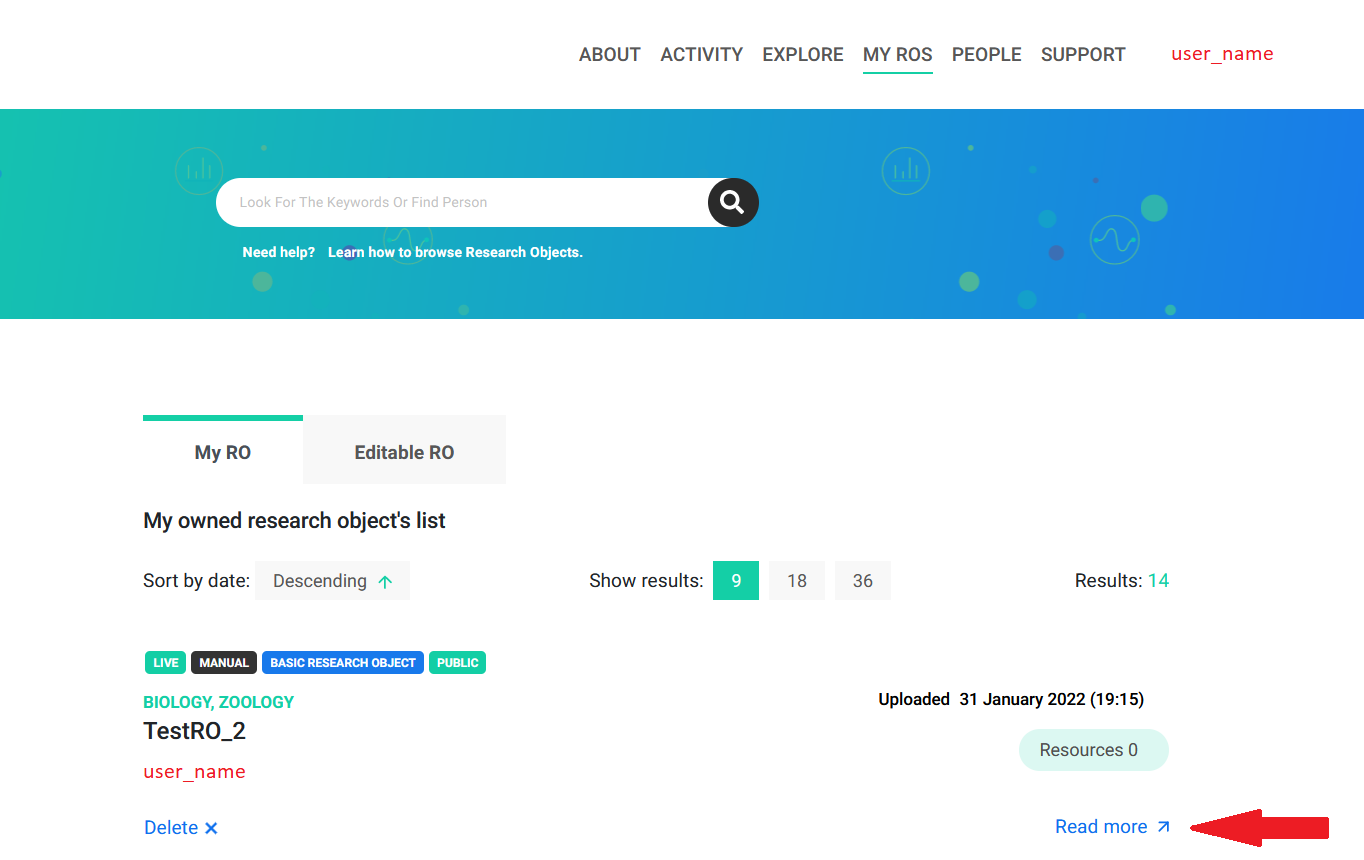 ABOUT ACTIVITY EXPLORE MY ROS PEOPLE SUPPORT user_name
Look For The Keywords Or Find Person
Need help? Learn how to browse Research Objects.
My RO Editable RO
My owned research object's list
Sort by date: Descending Show results: 9 18 36 Results: 14
LIVE MANUAL BASIC RESEARCH OBJECT PUBLIC
BIOLOGY, ZOOLOGY
Uploaded 31 January 2022 (19:15)
TestRO_2
Resources 0
user_name
Delete Read more